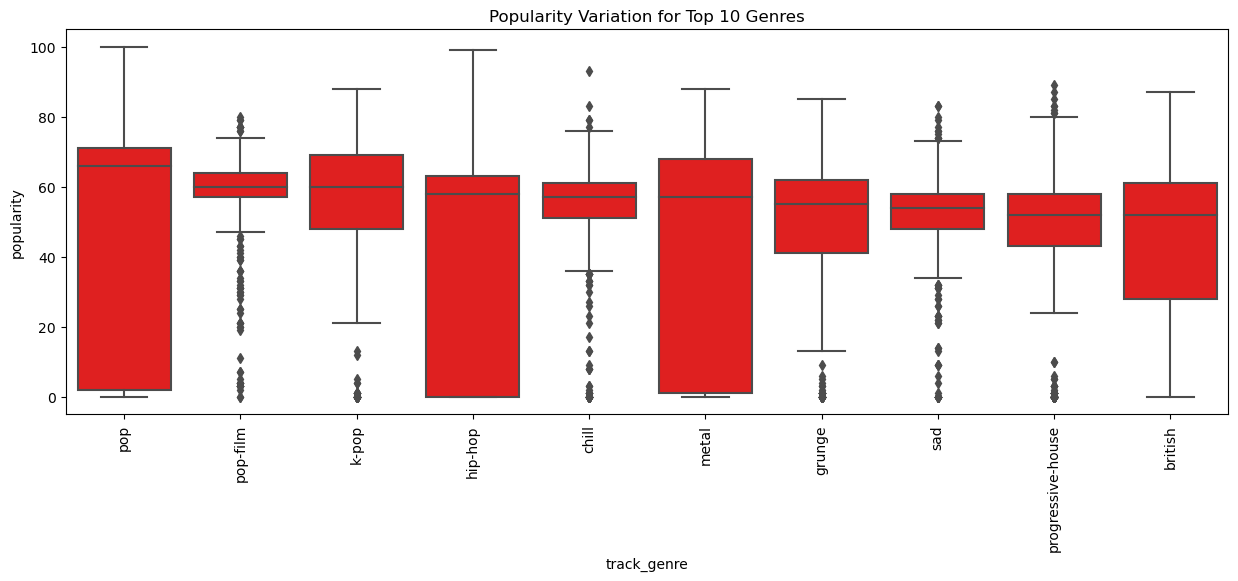 Popularity Variation for Top 10 Genres
100
80
60
40
20
0
popularity
pop
pop-film
k-pop
hip-hop
chill
metal
grunge
sad
progressive-house
british
track_genre